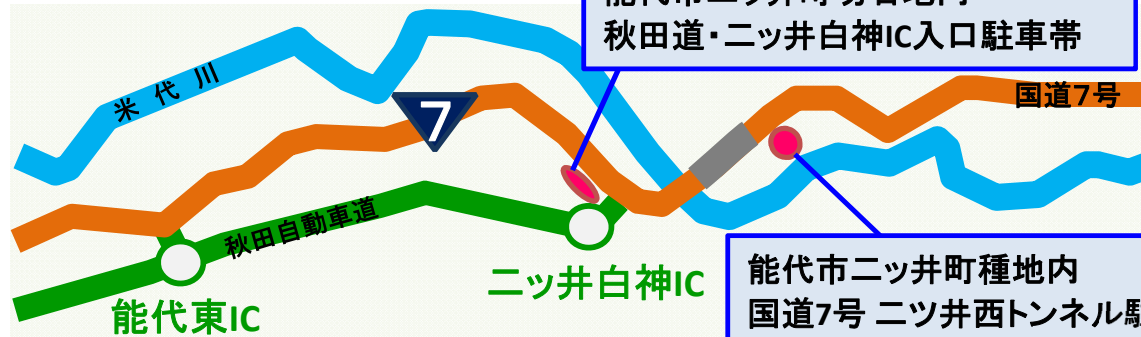 秋田道・二ッ井白神IC入口駐車帯
米代川
7
国道7号
秋田自動車道
二ッ井白神IC
能代東IC
能代市二ッ井町種地内
国道7号 二ツ井西トンネル